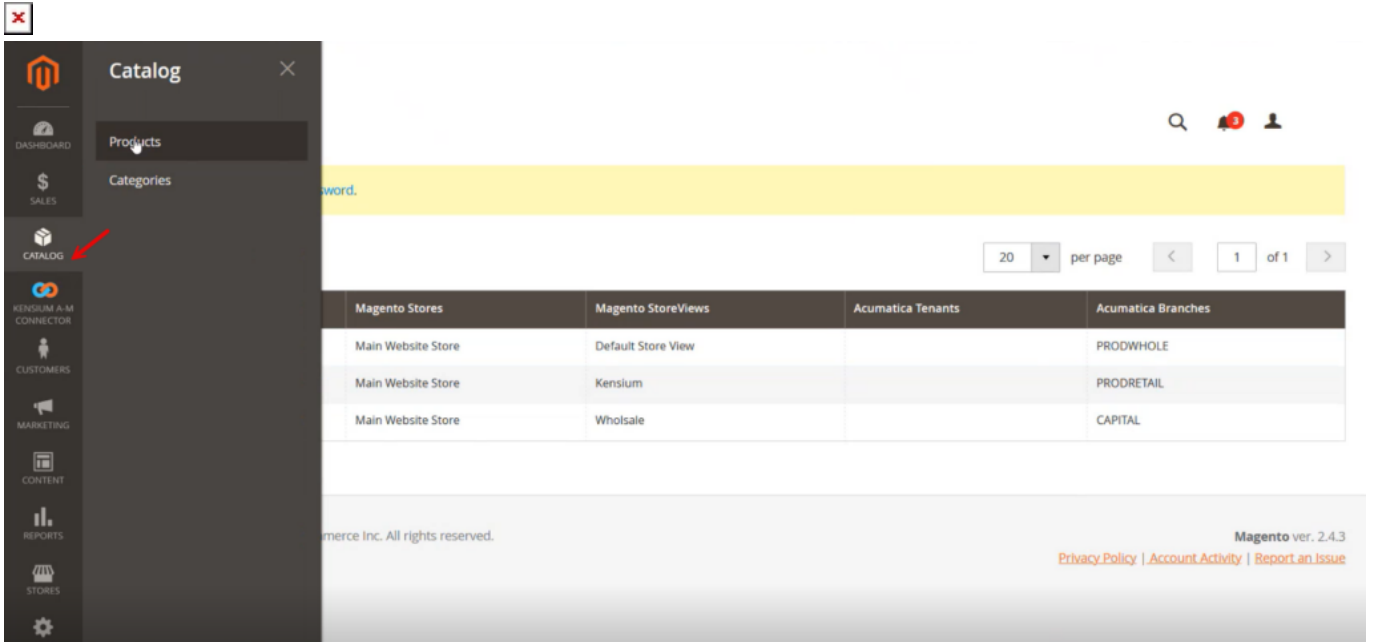 Catalog
Products
Categories
DASHBOARD
SALES
CATALOG
KENSIUM A-M
CONNECTOR
CUSTOMERS
MARKETING
CONTENT
REPORTS
STORES
3
sword.
20 per page 1 of 1
Magento Stores Magento StoreViews Acumatica Tenants Acumatica Branches
Main Website Store Default Store View PRODWHOLE
Main Website Store Kensium PRODRETAIL
Main Website Store Wholsale CAPITAL
merce Inc. All rights reserved.
Magento ver. 2.4.3
Privacy Policy | Account Activity | Report an Issue